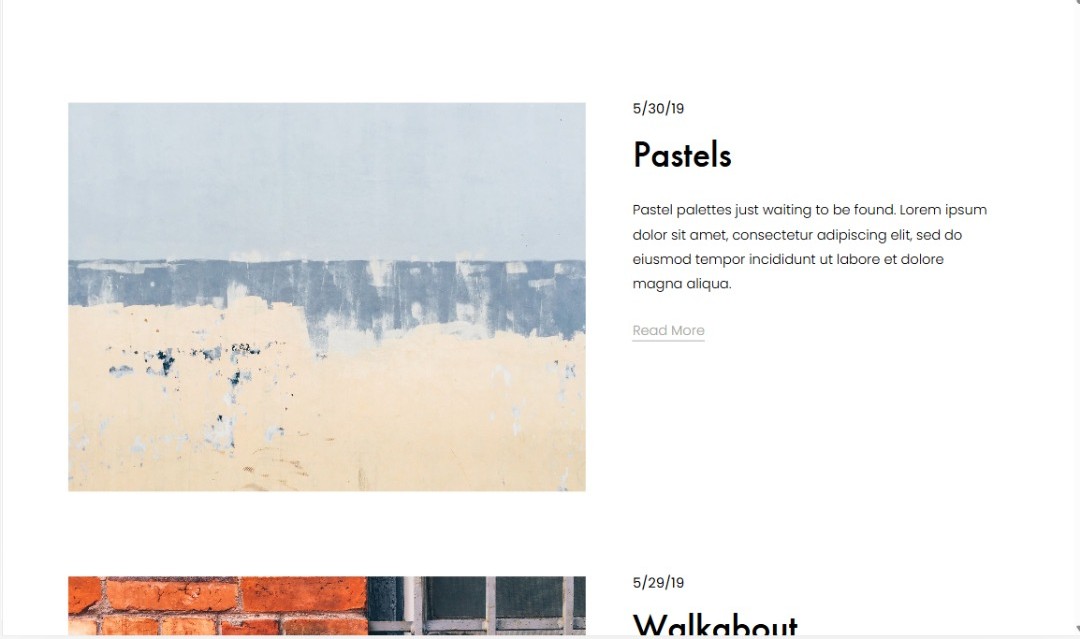 5/30/19
Pastels
Pastel palettes just waiting to be found. Lorem ipsum
dolor sit amet, consectetur adipiscing elit, sed do
eiusmod tempor incididunt ut labore et dolore
magna aliqua.
Read More
5/29/19
Walkabout